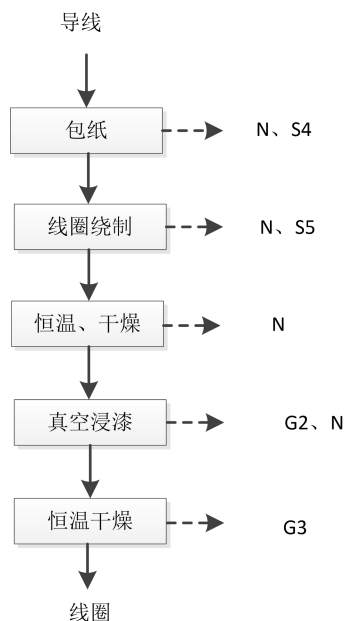 导线
包纸
N、S4
线圈绕制
N、S5
恒温、干燥
N
真空浸漆
G2、N
恒温干燥
G3
线圈